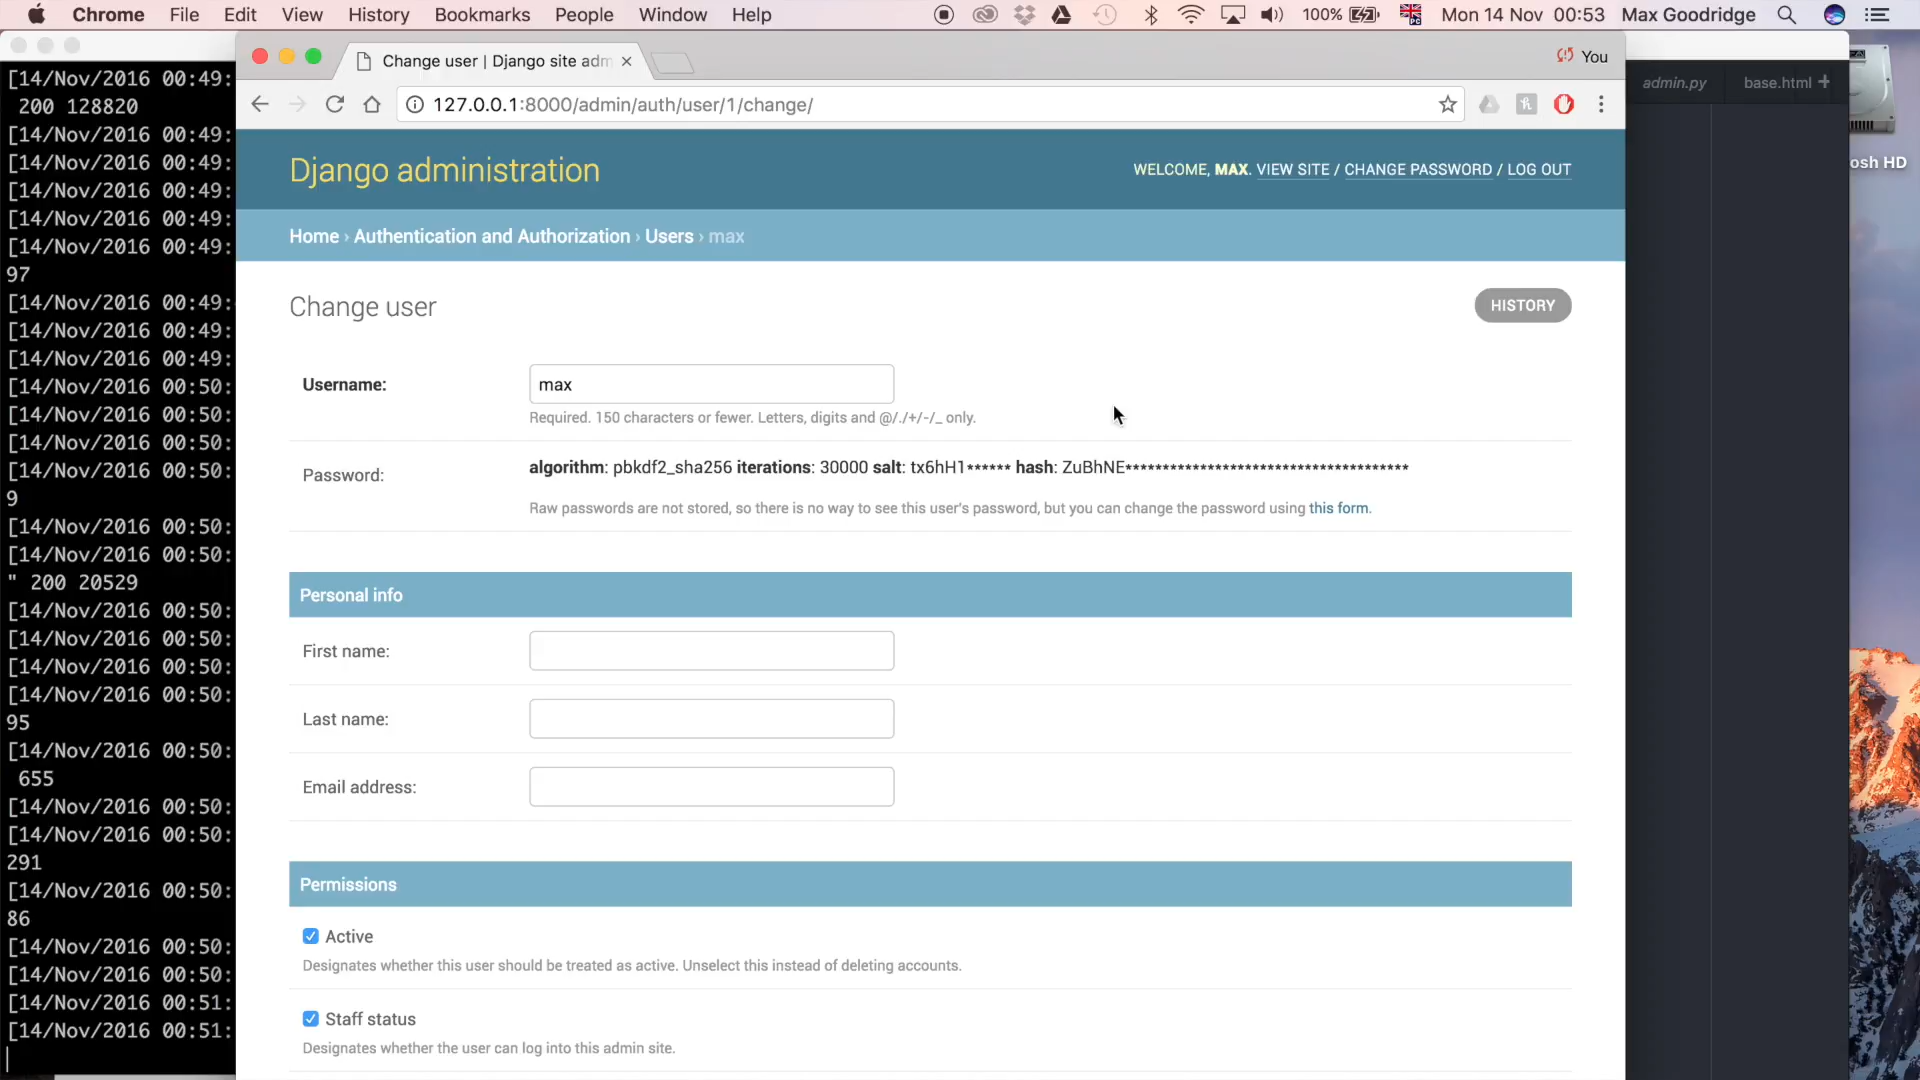 Chrome File Edit View History Bookmarks People Window Help 100% Mon 14 Nov 00:53 Max Goodridge
Change user | Django site adm You
127.0.0.1:8000/admin/auth/user/1/change/
admin.py base.html +
osh HD
[14/Nov/2016 00:49:
200 128820
[14/Nov/2016 00:49:
[14/Nov/2016 00:49:
[14/Nov/2016 00:49:
[14/Nov/2016 00:49:
[14/Nov/2016 00:49:
97
[14/Nov/2016 00:49:
[14/Nov/2016 00:49:
[14/Nov/2016 00:49:
[14/Nov/2016 00:50:
[14/Nov/2016 00:50:
[14/Nov/2016 00:50:
[14/Nov/2016 00:50:
9
[14/Nov/2016 00:50:
[14/Nov/2016 00:50:
" 200 20529
[14/Nov/2016 00:50:
[14/Nov/2016 00:50:
[14/Nov/2016 00:50:
[14/Nov/2016 00:50:
95
[14/Nov/2016 00:50:
655
[14/Nov/2016 00:50:
[14/Nov/2016 00:50:
291
[14/Nov/2016 00:50:
86
[14/Nov/2016 00:50:
[14/Nov/2016 00:50:
[14/Nov/2016 00:51:
[14/Nov/2016 00:51:
Django administration
WELCOME, MAX. VIEW SITE / CHANGE PASSWORD / LOG OUT
Home › Authentication and Authorization › Users › max
Change user
HISTORY
Username: max
Required. 150 characters or fewer. Letters, digits and @/./+/-/_ only.
Password: algorithm: pbkdf2_sha256 iterations: 30000 salt: tx6hH1****** hash: ZuBhNE**************************************
Raw passwords are not stored, so there is no way to see this user's password, but you can change the password using this form.
Personal info
First name:
Last name:
Email address:
Permissions
Active
Designates whether this user should be treated as active. Unselect this instead of deleting accounts.
Staff status
Designates whether the user can log into this admin site.